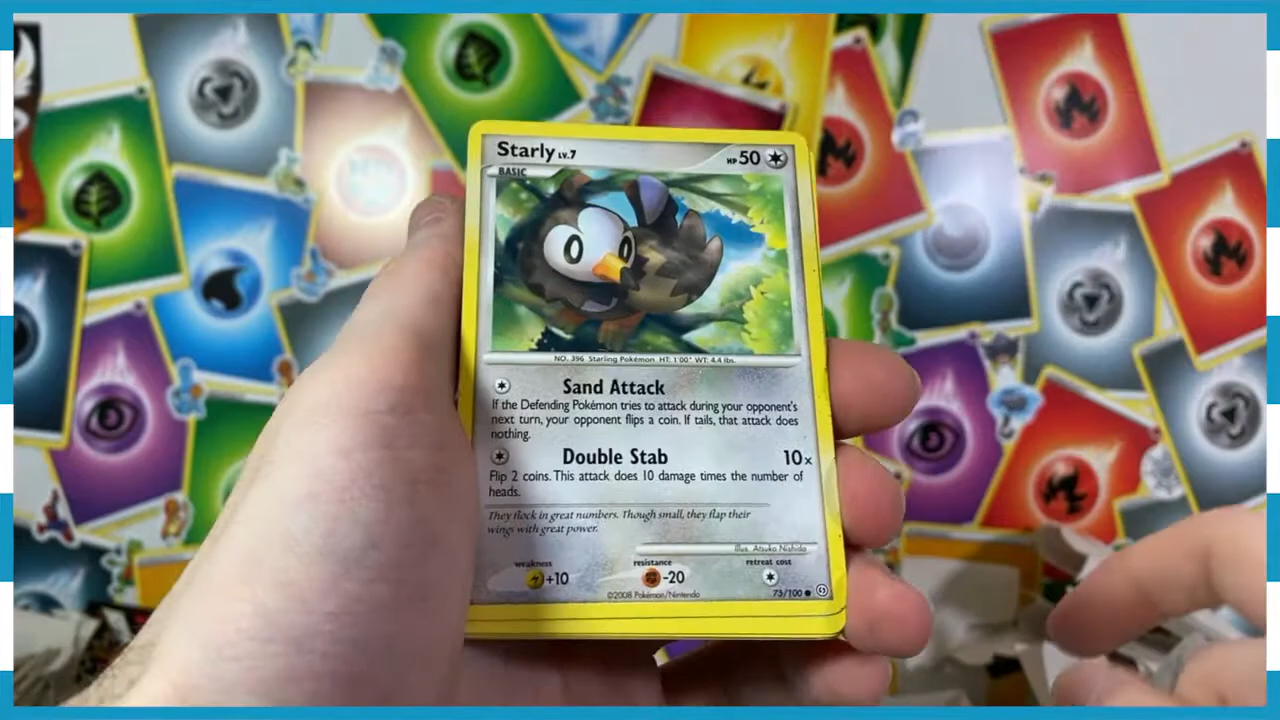 Starly LV.7 HP 50
BASIC
NO. 396 Starling Pokémon HT: 1'00" WT: 4.4 lbs.
Sand Attack
If the Defending Pokémon tries to attack during your opponent's
next turn, your opponent flips a coin. If tails, that attack does
nothing.
Double Stab 10x
Flip 2 coins. This attack does 10 damage times the number of
heads.
They flock in great numbers. Though small, they flap their
wings with great power.
Illus. Atsuko Nishida
weakness resistance retreat cost
+10 -20
©2008 Pokémon/Nintendo 73/100